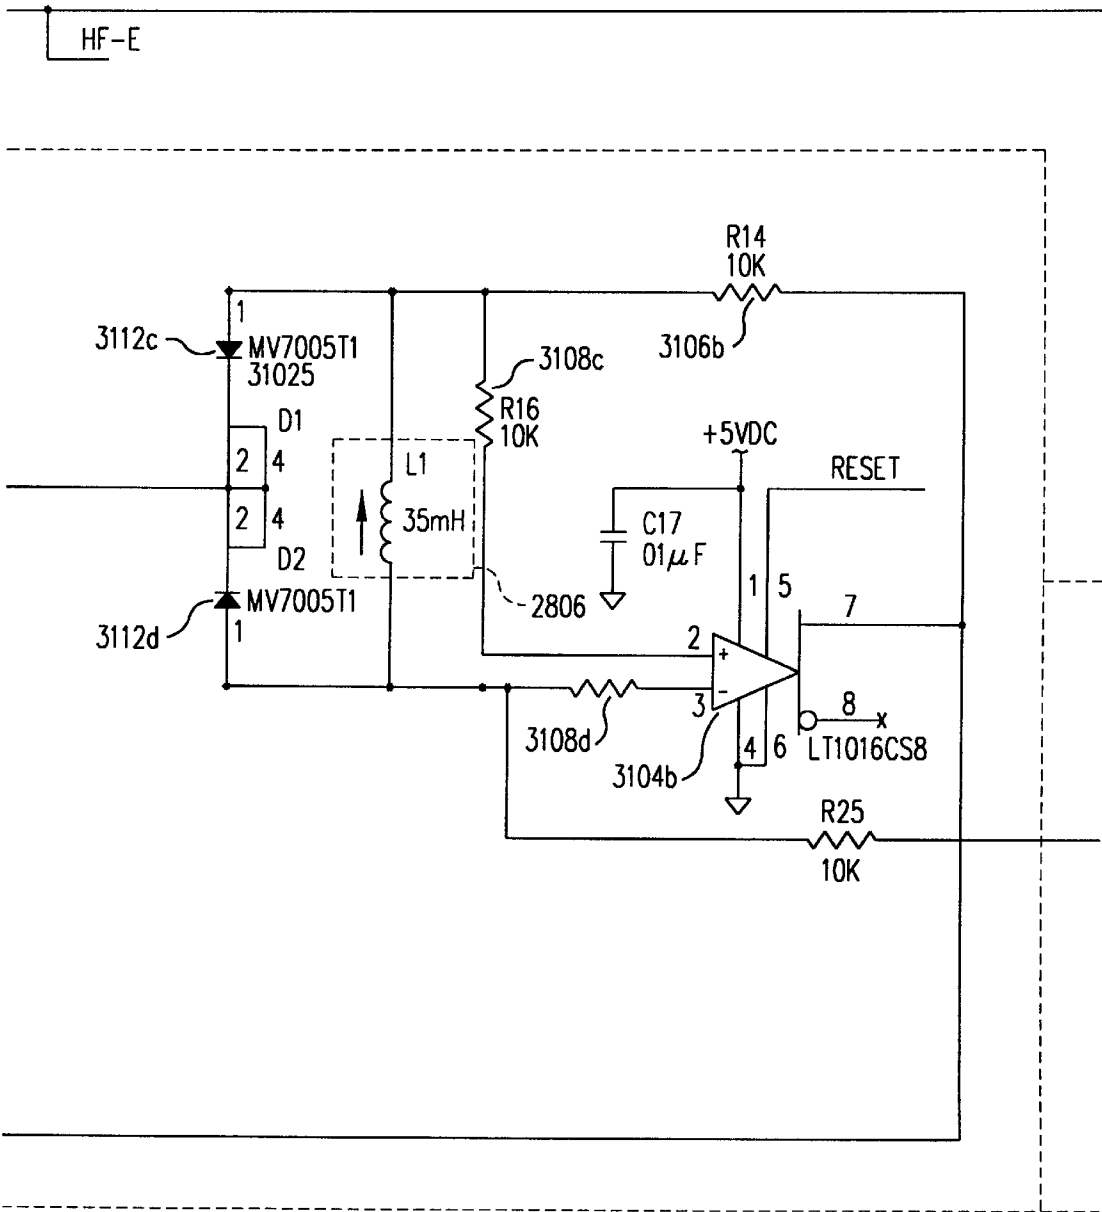 HF-E
R14
10K
1
3112c
MV7005T1
31025
3106b
3108c
R16
10K
D1
+5VDC
2 4
L1
RESET
2 4
35mH
C17
01μF
D2
1 5
MV7005T1
2806
7
3112d
1
2
+
-
3
8
3108d
4 6
LT1016CS8
3104b
R25
10K